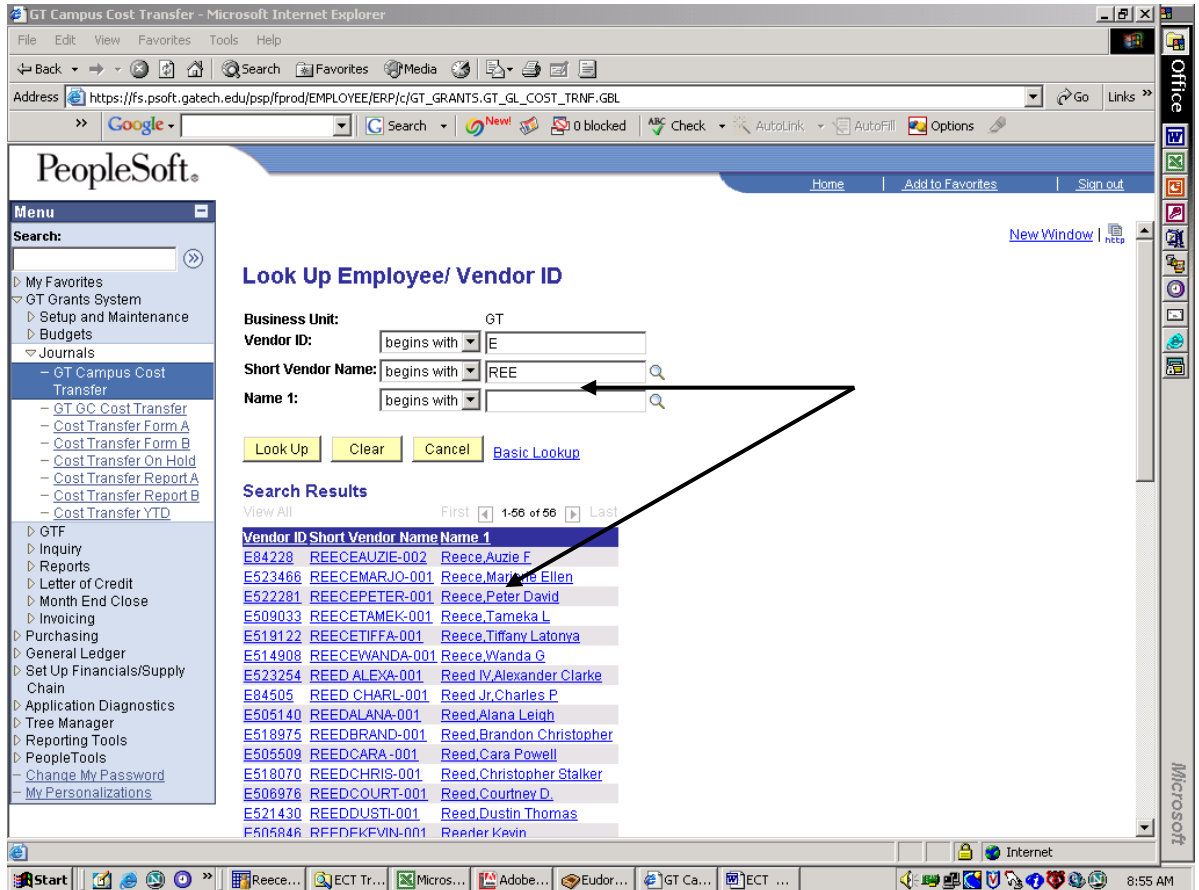 GT Campus Cost Transfer - Microsoft Internet Explorer
File Edit View Favorites Tools Help
Back Search Favorites Media
Address https://fs.psoft.gatech.edu/psp/fprod/EMPLOYEE/ERP/c/GT_GRANTS.GT_GL_COST_TRNF.GBL Go Links »
» Google Search New! 0 blocked ABC Check AutoLink AutoFill Options
PeopleSoft®
Home | Add to Favorites | Sign out
Menu
Search:
My Favorites
GT Grants System
Setup and Maintenance
Budgets
Journals
– GT Campus Cost
Transfer
– GT GC Cost Transfer
– Cost Transfer Form A
– Cost Transfer Form B
– Cost Transfer On Hold
– Cost Transfer Report A
– Cost Transfer Report B
– Cost Transfer YTD
GTF
Inquiry
Reports
Letter of Credit
Month End Close
Invoicing
Purchasing
General Ledger
Set Up Financials/Supply
Chain
Application Diagnostics
Tree Manager
Reporting Tools
PeopleTools
– Change My Password
– My Personalizations
New Window | http
Look Up Employee/ Vendor ID
Business Unit: GT
Vendor ID: begins with E
Short Vendor Name: begins with REE
Name 1: begins with
Look Up Clear Cancel Basic Lookup
Search Results
View All First 1-56 of 56 Last
Vendor ID Short Vendor Name Name 1
E84228 REECEAUZIE-002 Reece,Auzie F
E523466 REECEMARJO-001 Reece,Marjorie Ellen
E522281 REECEPETER-001 Reece,Peter David
E509033 REECETAMEK-001 Reece,Tameka L
E519122 REECETIFFA-001 Reece,Tiffany Latonya
E514908 REECEWANDA-001 Reece,Wanda G
E523254 REED ALEXA-001 Reed IV,Alexander Clarke
E84505 REED CHARL-001 Reed Jr,Charles P
E505140 REEDALANA-001 Reed,Alana Leigh
E518975 REEDBRAND-001 Reed,Brandon Christopher
E505509 REEDCARA -001 Reed,Cara Powell
E518070 REEDCHRIS-001 Reed,Christopher Stalker
E506976 REEDCOURT-001 Reed,Courtney D.
E521430 REEDDUSTI-001 Reed,Dustin Thomas
E505846 REEDEKEVIN-001 Reeder Kevin
Office
Microsoft
Internet
Start » Reece... ECT Tr... Micros... Adobe... Eudor... GT Ca... ECT ... 8:55 AM